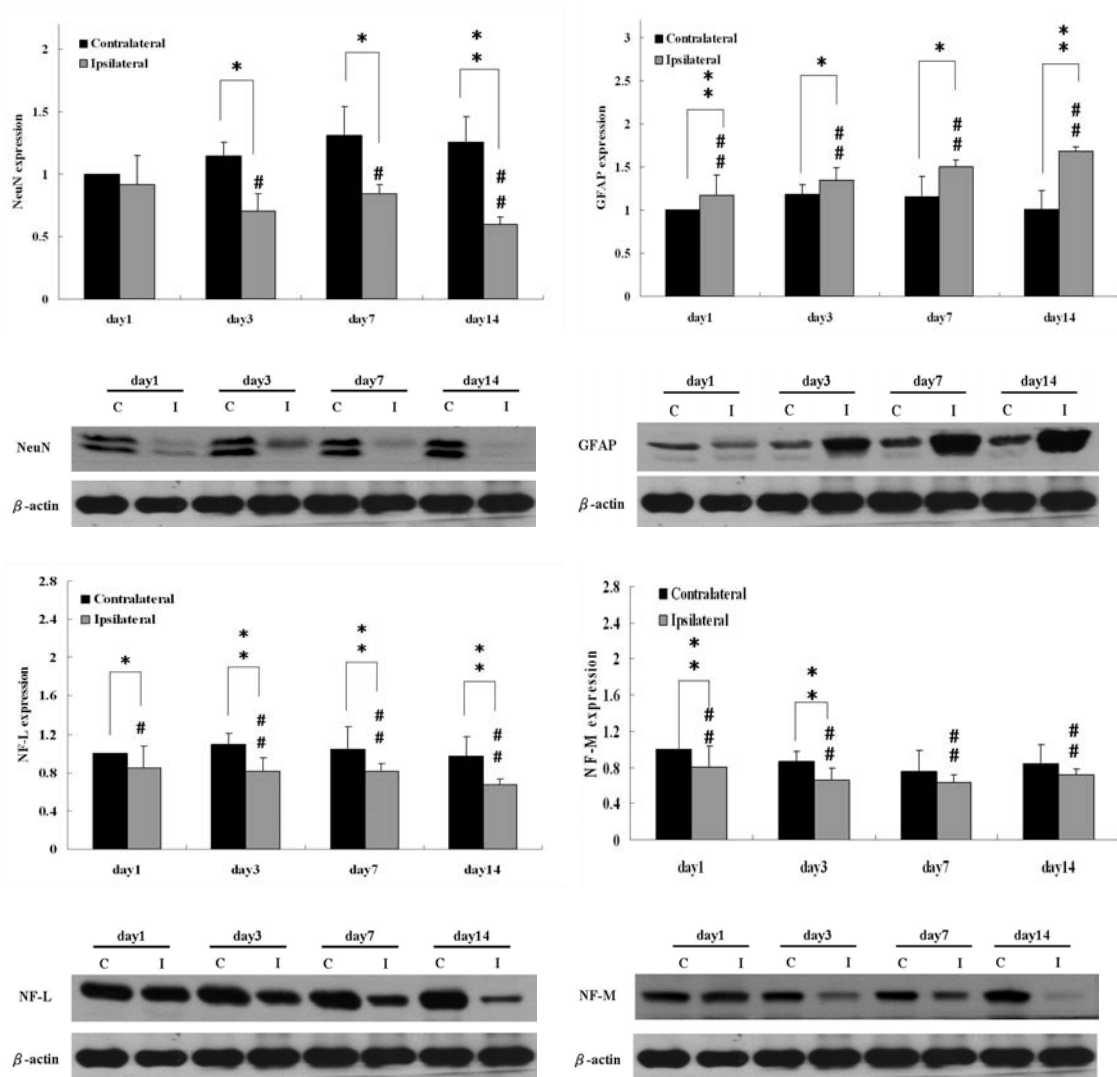 2
1.5
1
0.5
0
NeuN expression
Contralateral
Ipsilateral
*
*
*
*
#
#
#
#
day1 day3 day7 day14
day1 day3 day7 day14
C I C I C I C I
NeuN
β-actin
3
2.5
2
1.5
1
0.5
0
GFAP expression
Contralateral
Ipsilateral
*
*
*
*
*
*
#
#
#
#
#
#
#
#
day1 day3 day7 day14
day1 day3 day7 day14
C I C I C I C I
GFAP
β-actin
2.8
2.4
2
1.6
1.2
0.8
0.4
0
NF-L expression
Contralateral
Ipsilateral
*
*
*
*
*
*
*
#
#
#
#
#
#
#
day1 day3 day7 day14
day1 day3 day7 day14
C I C I C I C I
NF-L
β-actin
2.8
2.4
2
1.6
1.2
0.8
0.4
0
NF-M expression
Contralateral
Ipsilateral
*
*
*
*
#
#
#
#
#
#
#
#
day1 day3 day7 day14
day1 day3 day7 day14
C I C I C I C I
NF-M
β-actin